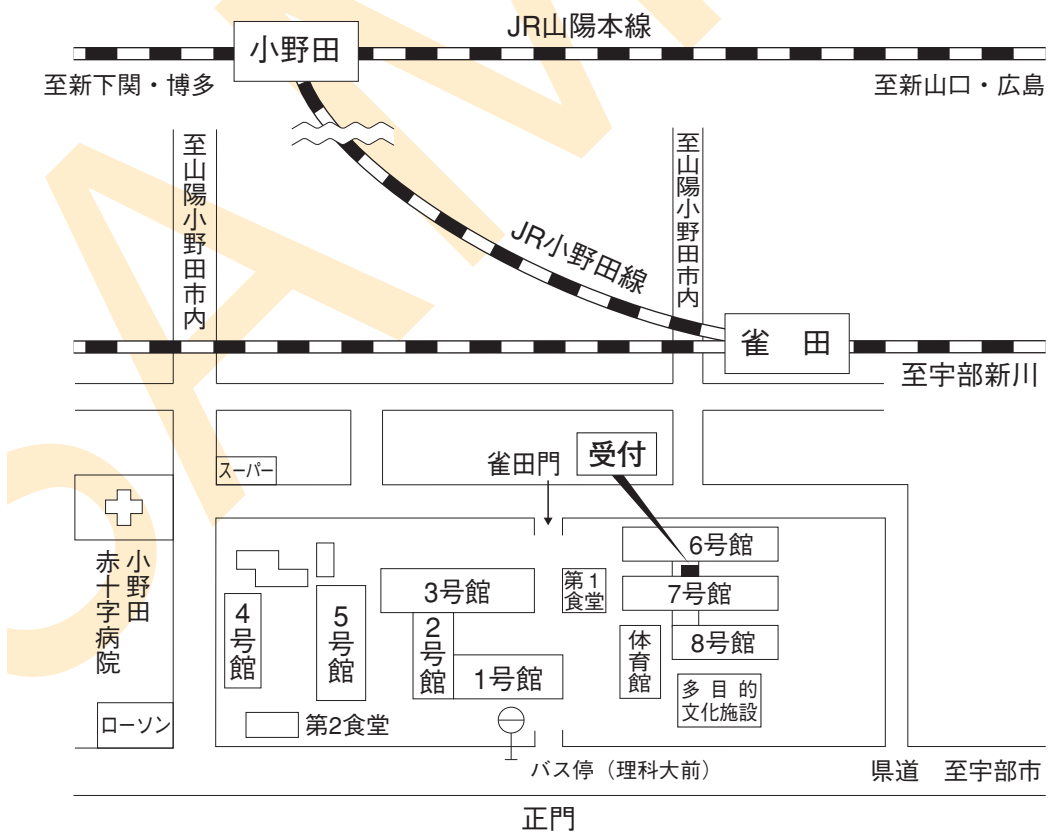 JR山陽本線
小野田
至新下関・博多
至新山口・広島
至山陽小野田市内
至山陽小野田市内
JR小野田線
雀　田
至宇部新川
スーパー
雀田門
受付
小野田
赤十字病院
ローソン
4号館
5号館
3号館
2号館
1号館
第2食堂
第1
食堂
6号館
7号館
8号館
体育館
多目的
文化施設
バス停（理科大前）
県道　至宇部市
正門